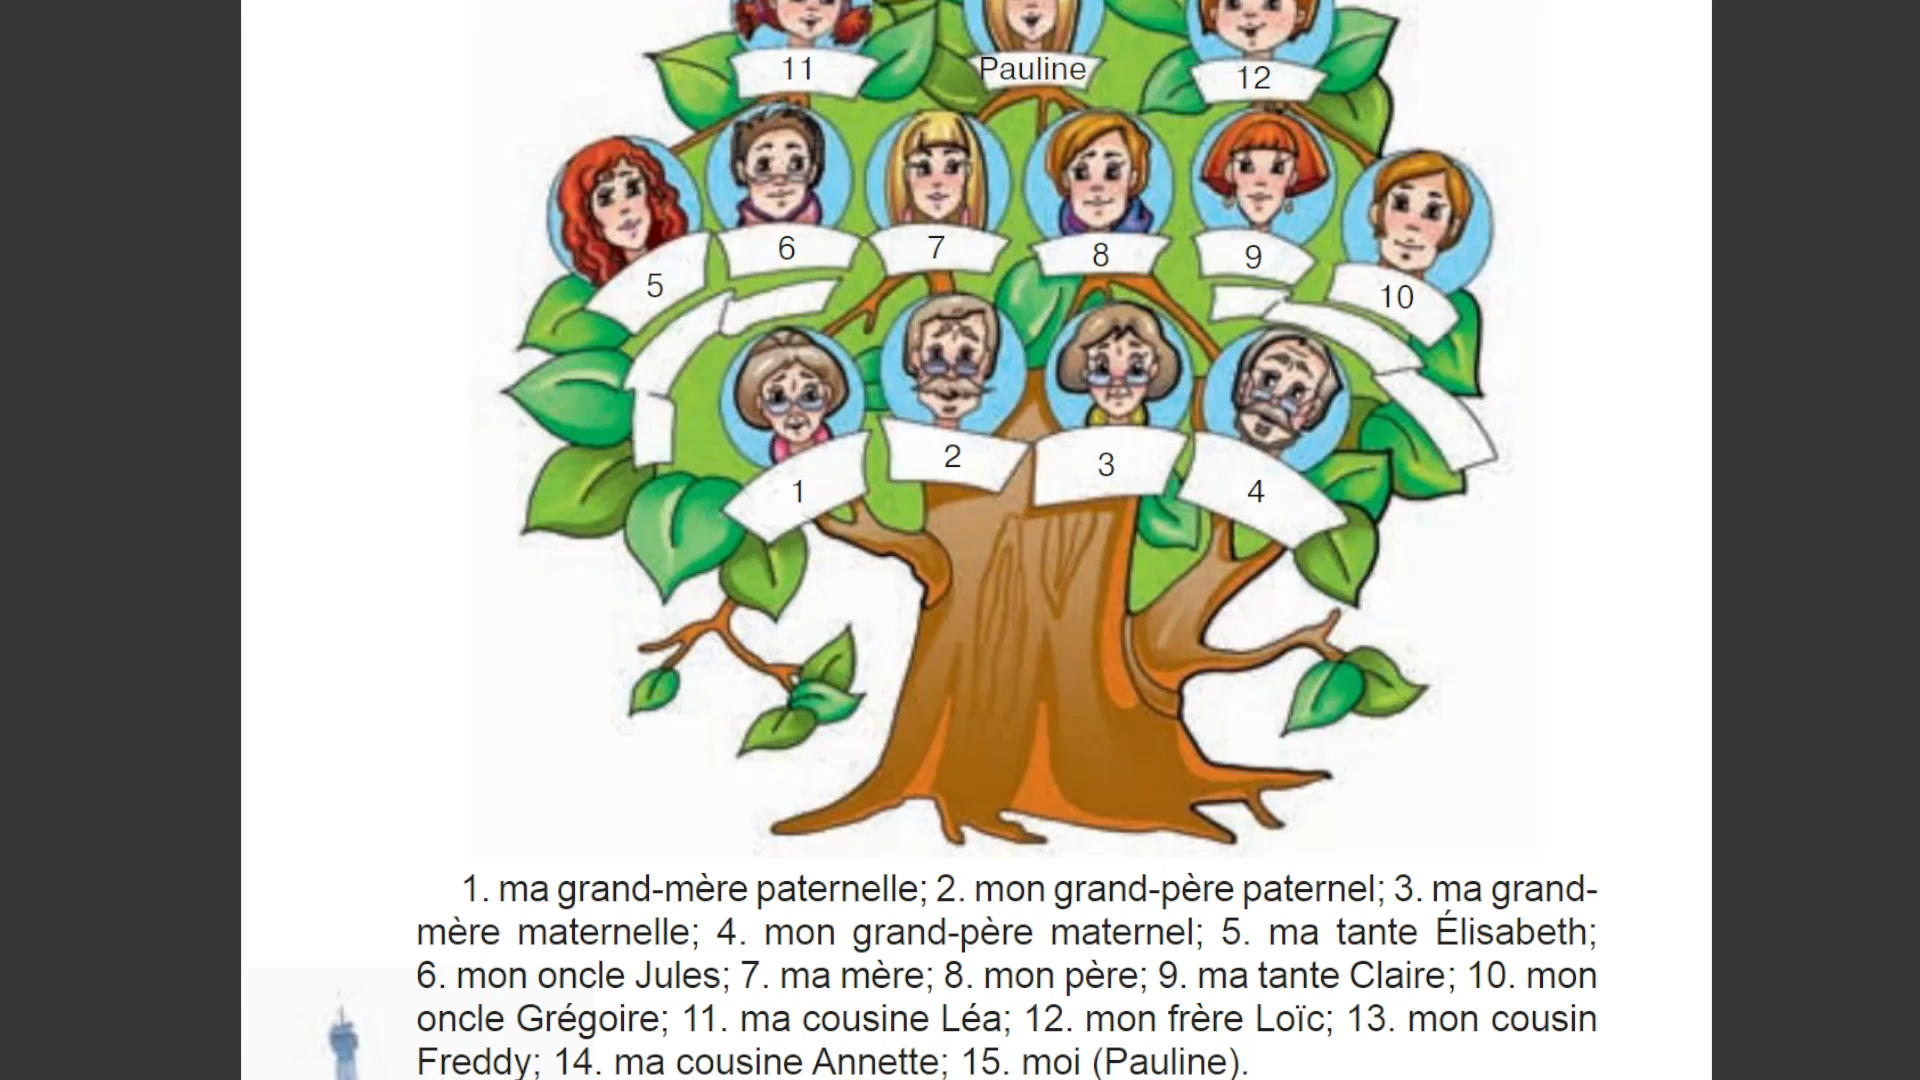 11
Pauline
12
5
6
7
8
9
10
1
2
3
4
1. ma grand-mère paternelle; 2. mon grand-père paternel; 3. ma grand-
mère maternelle; 4. mon grand-père maternel; 5. ma tante Élisabeth;
6. mon oncle Jules; 7. ma mère; 8. mon père; 9. ma tante Claire; 10. mon
oncle Grégoire; 11. ma cousine Léa; 12. mon frère Loïc; 13. mon cousin
Freddy; 14. ma cousine Annette; 15. moi (Pauline).